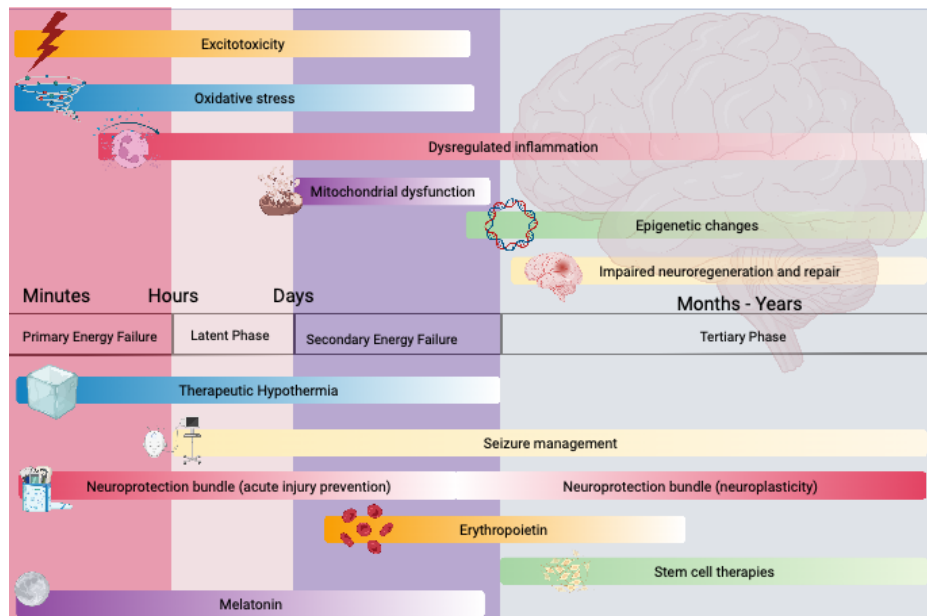 Excitotoxicity
Oxidative stress
Dysregulated inflammation
Mitochondrial dysfunction
Epigenetic changes
Impaired neuroregeneration and repair
Minutes Hours Days Months - Years
Primary Energy Failure Latent Phase Secondary Energy Failure Tertiary Phase
Therapeutic Hypothermia
Seizure management
Neuroprotection bundle (acute injury prevention) Neuroprotection bundle (neuroplasticity)
Erythropoietin
Stem cell therapies
Melatonin